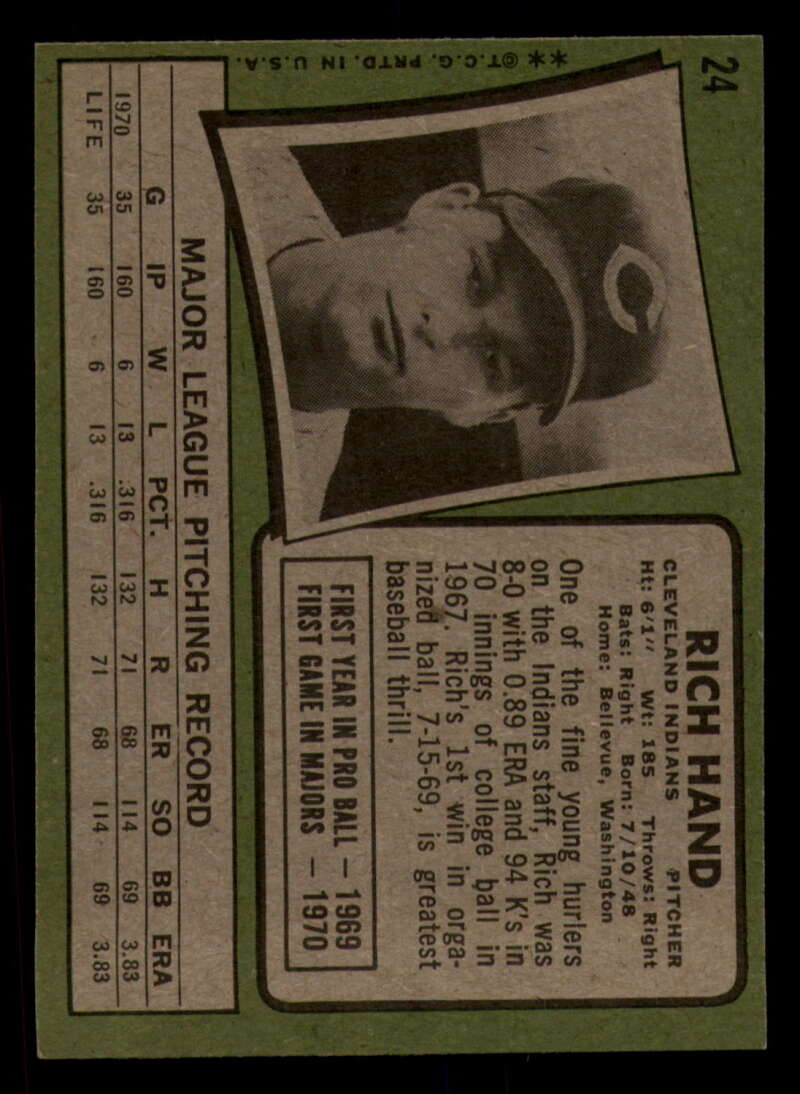 24
**©T.C.G. PRTD. IN U.S.A.
C
RICH HAND
CLEVELAND INDIANS PITCHER
Ht: 6'1" Wt: 185 Throws: Right
Bats: Right Born: 7/10/48
Home: Bellevue, Washington
One of the fine young hurlers
on the Indians staff, Rich was
8-0 with 0.89 ERA and 94 K's in
70 innings of college ball in
1967. Rich's 1st win in orga-
nized ball, 7-15-69, is greatest
baseball thrill.
FIRST YEAR IN PRO BALL — 1969
FIRST GAME IN MAJORS — 1970
MAJOR LEAGUE PITCHING RECORD
G IP W L PCT. H R ER SO BB ERA
1970 35 160 6 13 .316 132 71 68 114 69 3.83
LIFE 35 160 6 13 .316 132 71 68 114 69 3.83